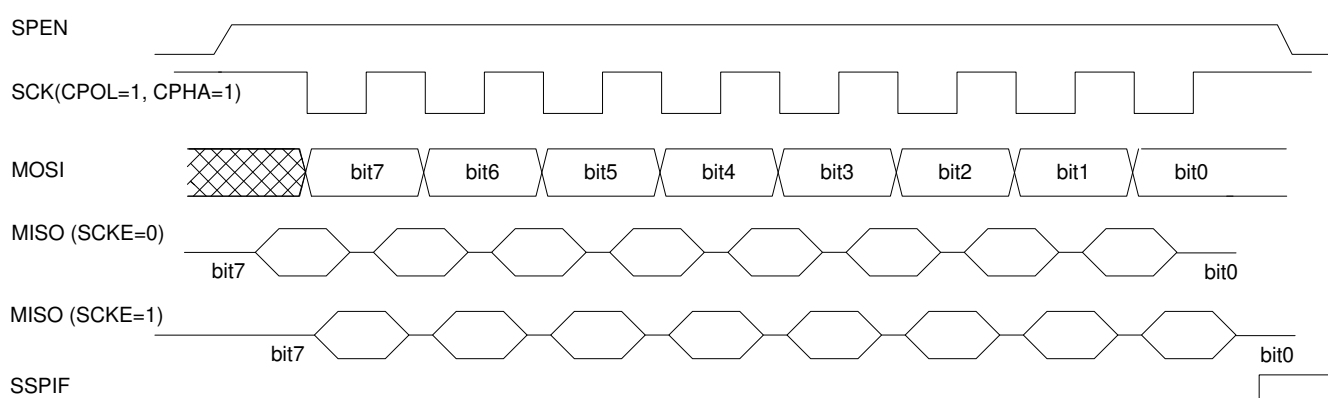 SPEN
SCK(CPOL=1, CPHA=1)
MOSI
bit7 bit6 bit5 bit4 bit3 bit2 bit1 bit0
MISO (SCKE=0)
bit7 bit0
MISO (SCKE=1)
bit7 bit0
SSPIF